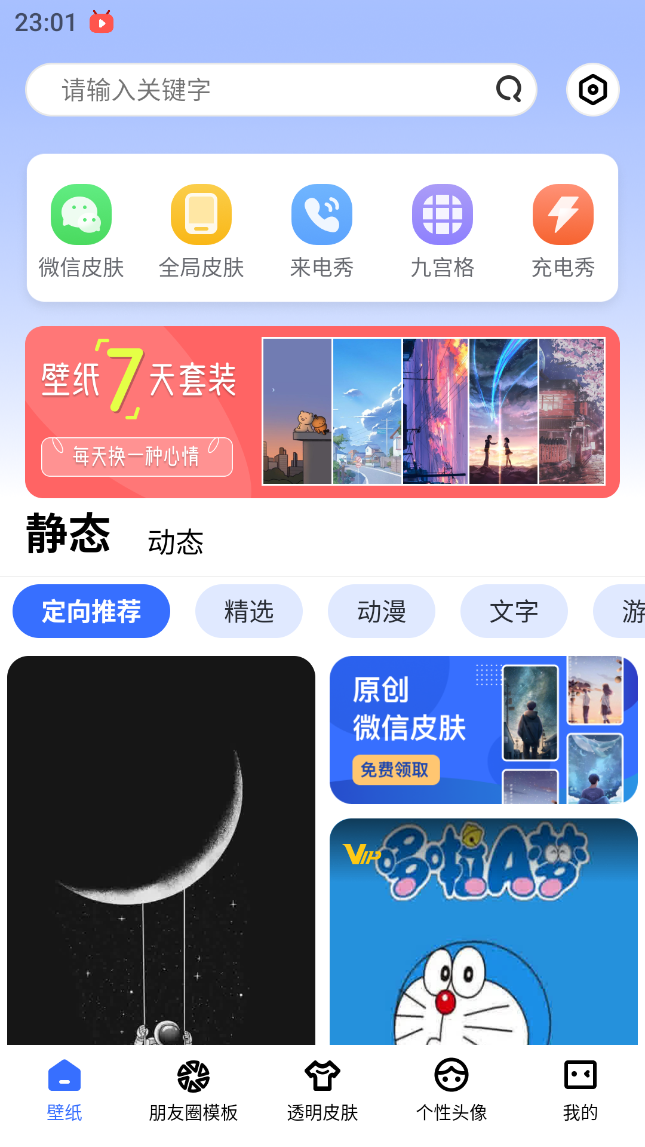 23:01
请输入关键字
微信皮肤
全局皮肤
来电秀
九宫格
充电秀
壁纸7天套装
每天换一种心情
静态
动态
定向推荐
精选
动漫
文字
游
原创
微信皮肤
免费领取
VIP
哆啦A梦
壁纸
朋友圈模板
透明皮肤
个性头像
我的